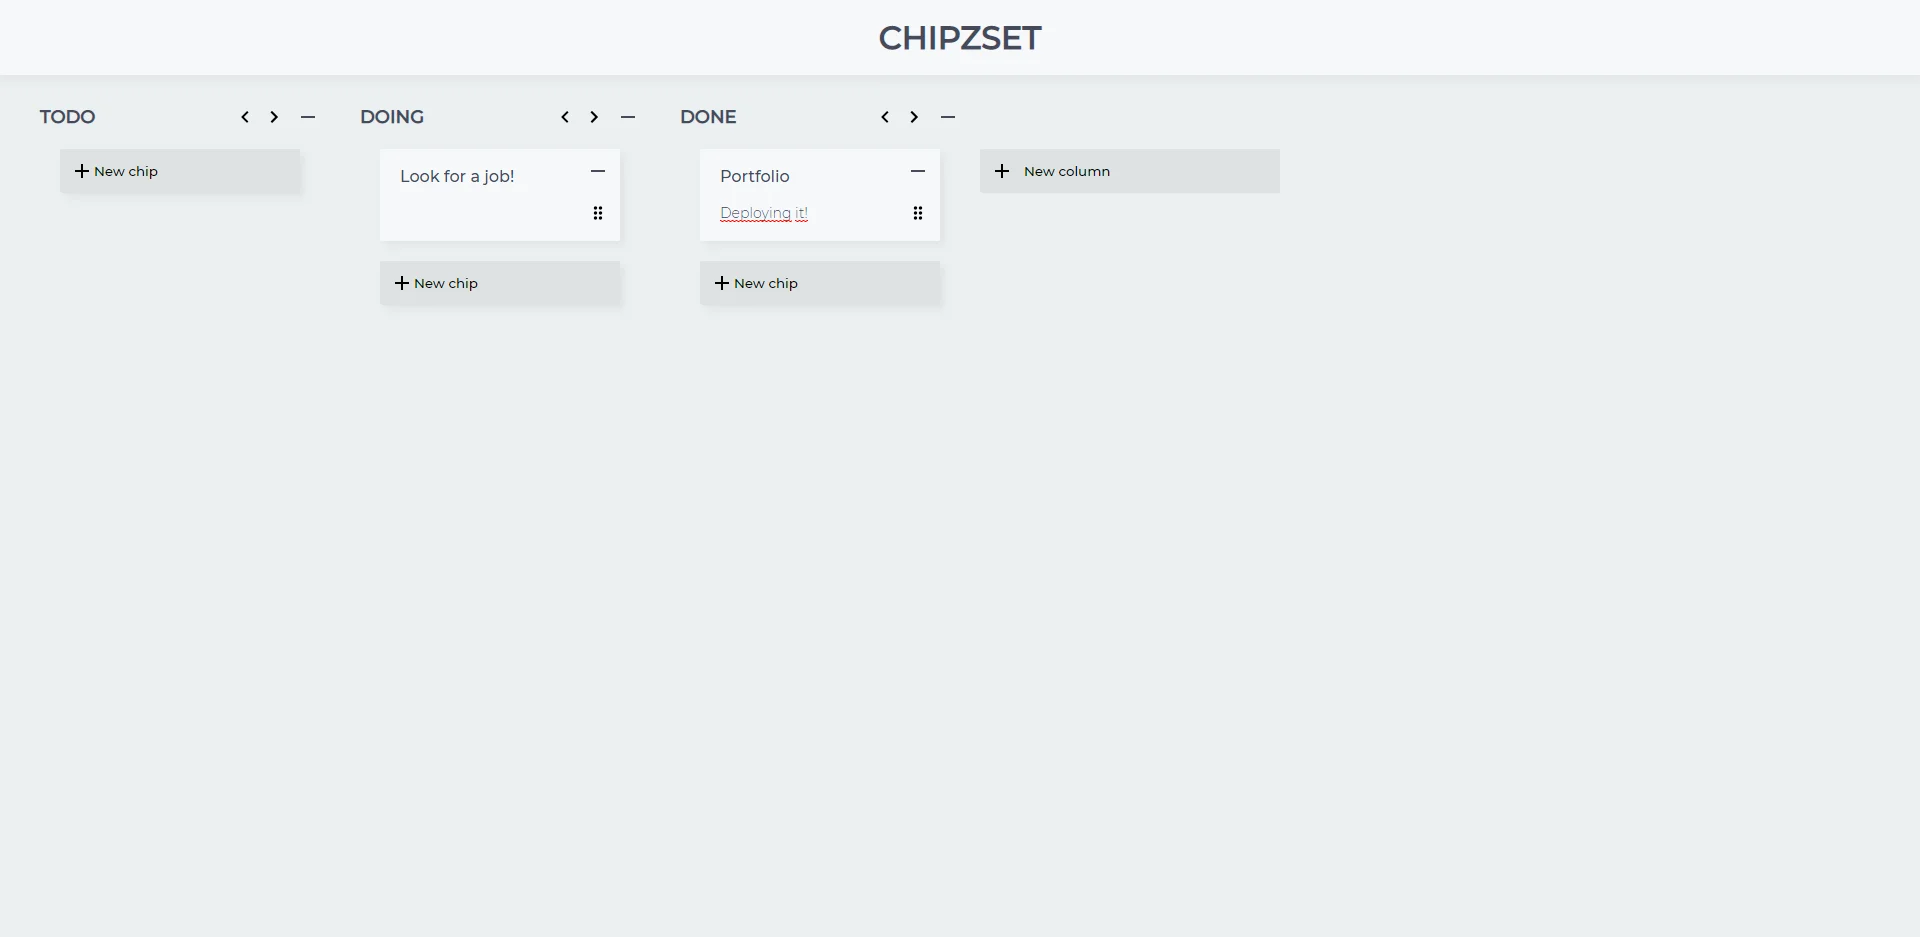 CHIPZSET
TODO
New chip
DOING
Look for a job!
New chip
DONE
Portfolio
Deploying it!
New chip
New column